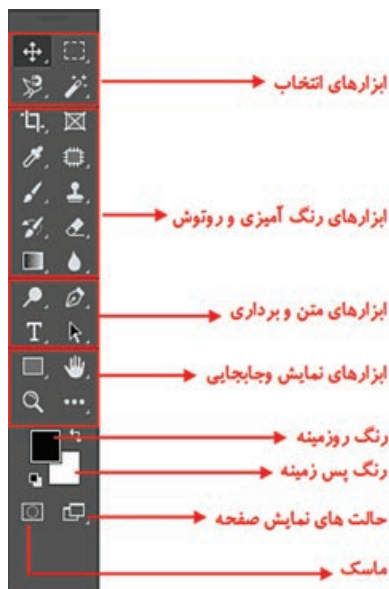 ابزارهای انتخاب
ابزارهای رنگ آمیزی و روتوش
ابزارهای متن و برداری
ابزارهای نمایش وجابجایی
رنگ روزمینه
رنگ پس زمینه
حالت های نمایش صفحه
ماسک